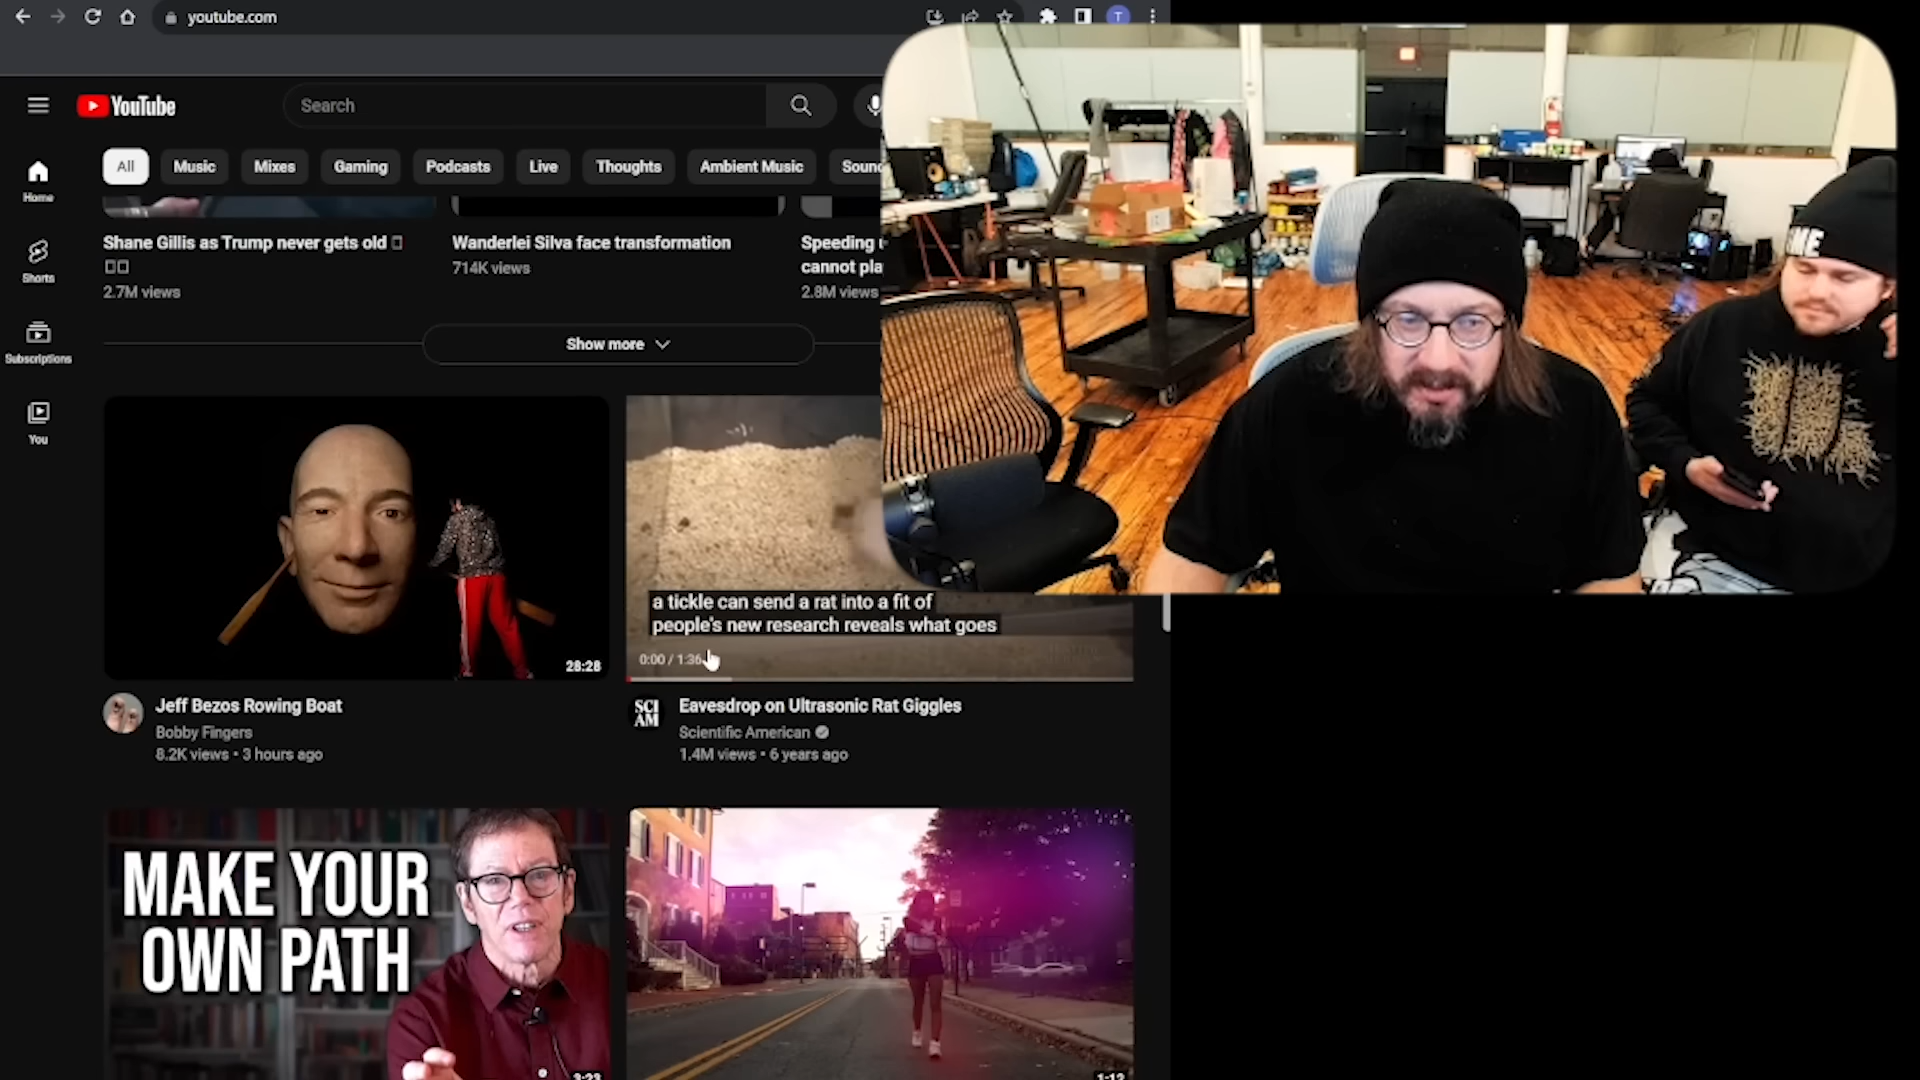 youtube.com
T
YouTube
Search
All
Music
Mixes
Gaming
Podcasts
Live
Thoughts
Ambient Music
Home
Shorts
Subscriptions
You
Shane Gillis as Trump never gets old
2.7M views
Wanderlei Silva face transformation
714K views
Speeding
cannot pla
2.8M views
Show more
28:28
Jeff Bezos Rowing Boat
Bobby Fingers
8.2K views • 3 hours ago
a tickle can send a rat into a fit of
people's new research reveals what goes
0:00 / 1:36
SCI
AM
Eavesdrop on Ultrasonic Rat Giggles
Scientific American
1.4M views • 6 years ago
MAKE YOUR
OWN PATH
3:23
1:12